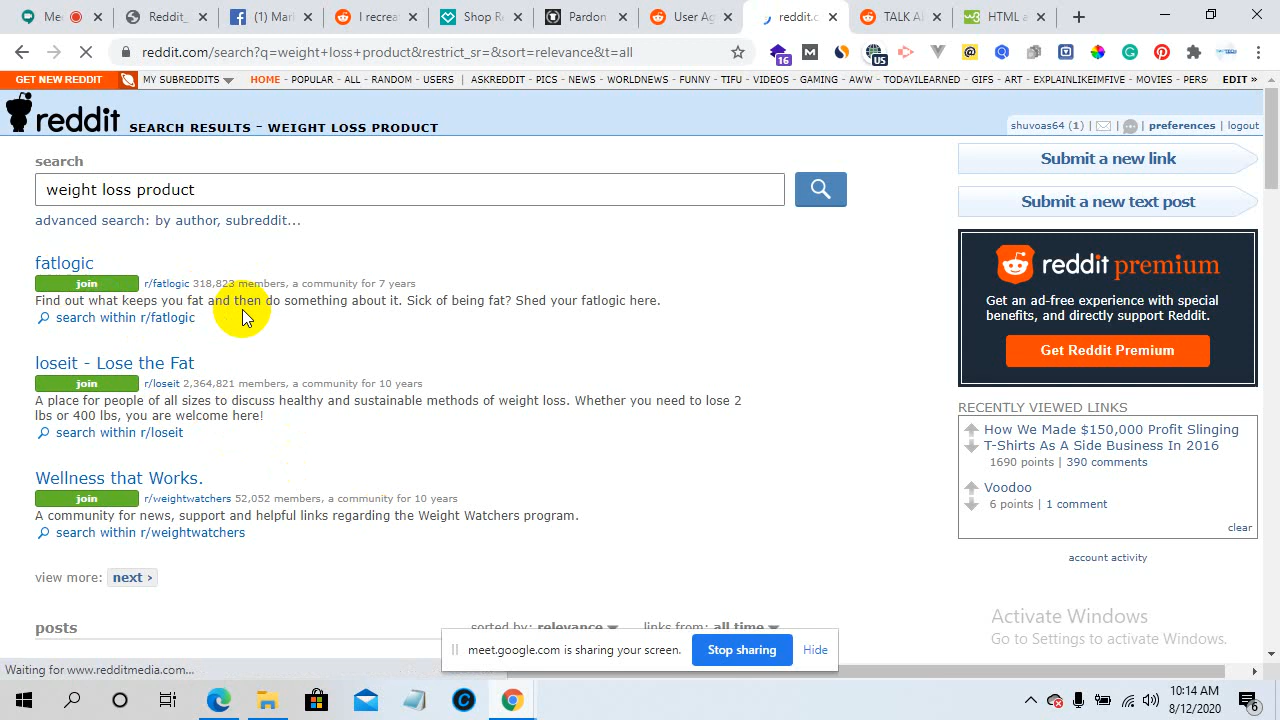 Mee
Reddit_
(1) Mark
I recreat
Shop Re
Pardon
User Ag
reddit.c
TALK AL
HTML a
reddit.com/search?q=weight+loss+product&restrict_sr=&sort=relevance&t=all
16
US
GET NEW REDDIT
MY SUBREDDITS
HOME - POPULAR - ALL - RANDOM - USERS | ASKREDDIT - PICS - NEWS - WORLDNEWS - FUNNY - TIFU - VIDEOS - GAMING - AWW - TODAYILEARNED - GIFS - ART - EXPLAINLIKEIMFIVE - MOVIES - PERS
EDIT »
reddit SEARCH RESULTS - WEIGHT LOSS PRODUCT
shuvoas64 (1) | preferences | logout
search
weight loss product
advanced search: by author, subreddit...
fatlogic
join r/fatlogic 318,823 members, a community for 7 years
Find out what keeps you fat and then do something about it. Sick of being fat? Shed your fatlogic here.
search within r/fatlogic
loseit - Lose the Fat
join r/loseit 2,364,821 members, a community for 10 years
A place for people of all sizes to discuss healthy and sustainable methods of weight loss. Whether you need to lose 2
lbs or 400 lbs, you are welcome here!
search within r/loseit
Wellness that Works.
join r/weightwatchers 52,052 members, a community for 10 years
A community for news, support and helpful links regarding the Weight Watchers program.
search within r/weightwatchers
view more: next ›
posts
sorted by: relevance
links from: all time
Submit a new link
Submit a new text post
reddit premium
Get an ad-free experience with special
benefits, and directly support Reddit.
Get Reddit Premium
RECENTLY VIEWED LINKS
How We Made $150,000 Profit Slinging
T-Shirts As A Side Business In 2016
1690 points | 390 comments
Voodoo
6 points | 1 comment
clear
account activity
Activate Windows
Go to Settings to activate Windows.
meet.google.com is sharing your screen.
Stop sharing
Hide
Waiting for www.redditmedia.com...
10:14 AM
8/12/2020
6